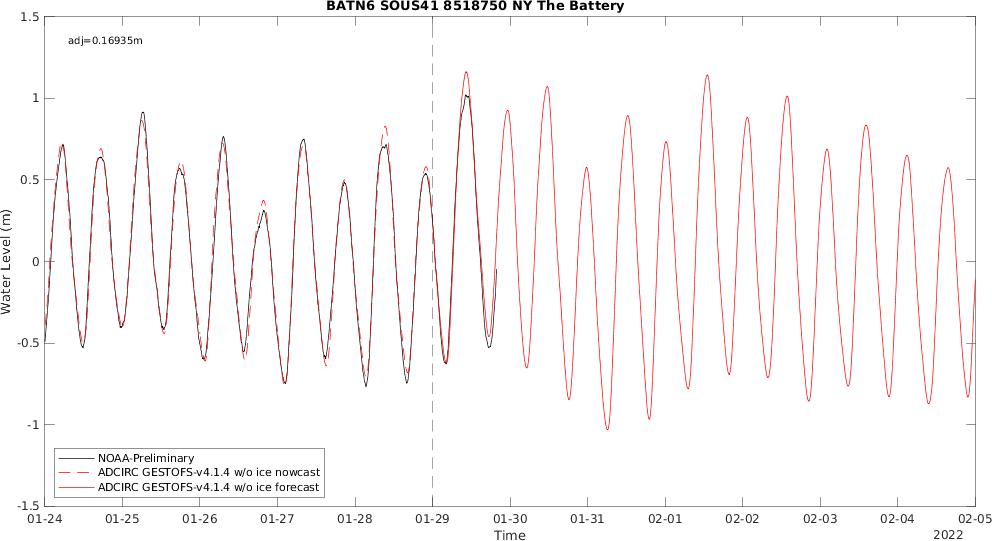 BATN6 SOUS41 8518750 NY The Battery
1.5
adj=0.16935m
1
0.5
0
-0.5
-1
-1.5
Water Level (m)
NOAA-Preliminary
ADCIRC GESTOFS-v4.1.4 w/o ice nowcast
ADCIRC GESTOFS-v4.1.4 w/o ice forecast
01-24 01-25 01-26 01-27 01-28 01-29 01-30 01-31 02-01 02-02 02-03 02-04 02-05
Time
2022